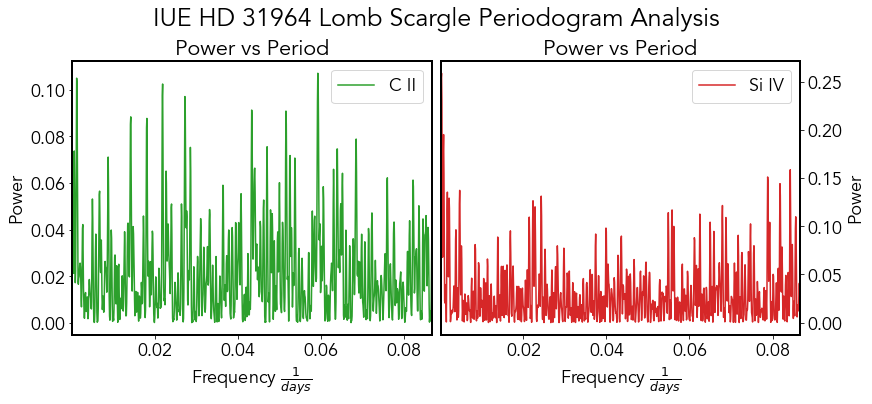 IUE HD 31964 Lomb Scargle Periodogram Analysis
Power vs Period
C II
0.10
0.08
0.06
0.04
0.02
0.00
Power
0.02
0.04
0.06
0.08
Frequency 1/days
Power vs Period
Si IV
0.25
0.20
0.15
0.10
0.05
0.00
Power
0.02
0.04
0.06
0.08
Frequency 1/days